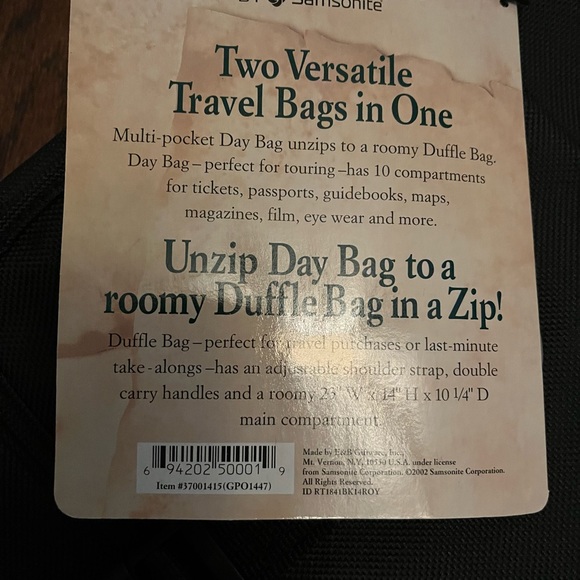 Samsonite
Two Versatile
Travel Bags in One
Multi-pocket Day Bag unzips to a roomy Duffle Bag.
Day Bag–perfect for touring–has 10 compartments
for tickets, passports, guidebooks, maps,
magazines, film, eye wear and more.
Unzip Day Bag to a
roomy Duffle Bag in a Zip!
Duffle Bag–perfect for travel purchases or last-minute
take-alongs–has an adjustable shoulder strap, double
carry handles and a roomy 23" W x 14" H x 10 1/4" D
main compartment.
6 94202 50001 9
Item #37001415(GPO1447)
Made by E&B Inc.
Mt. Vernon, N.Y. 10550 U.S.A. under license
from Samsonite Corporation. ©2002 Samsonite Corporation.
All Rights Reserved.
ID RT1841BK14ROY